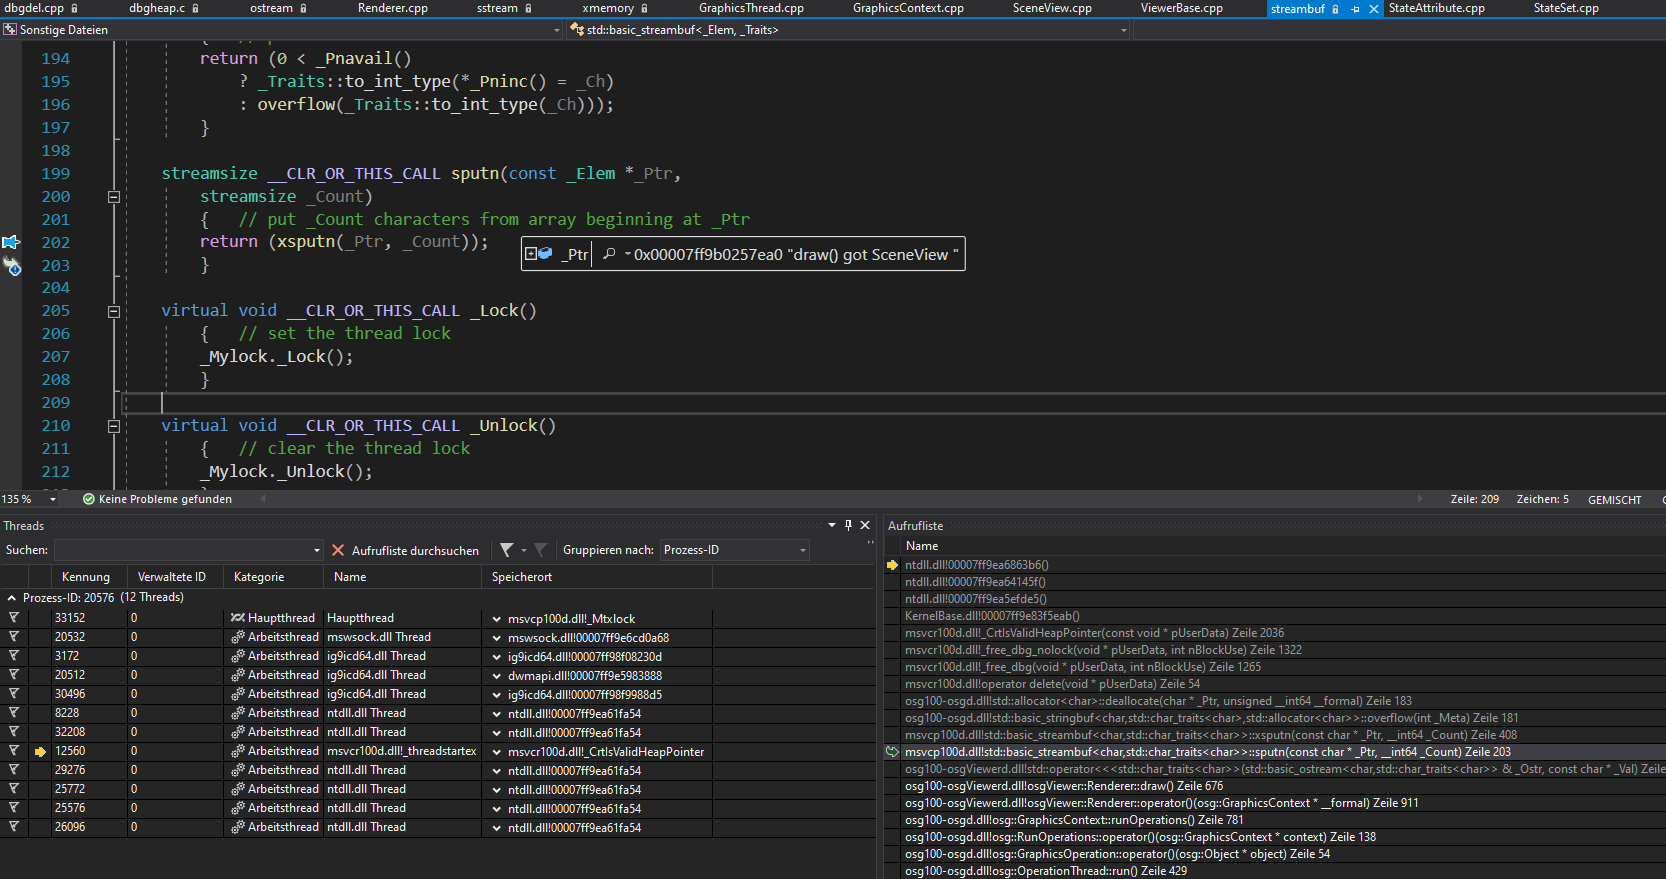 dbgdel.cpp dbgheap.c ostream Renderer.cpp sstream xmemory GraphicsThread.cpp GraphicsContext.cpp SceneView.cpp ViewerBase.cpp streambuf StateAttribute.cpp StateSet.cpp
Sonstige Dateien std::basic_streambuf<_Elem, _Traits>
194 return (0 < _Pnavail()
195 ? _Traits::to_int_type(*_Pninc() = _Ch)
196 : overflow(_Traits::to_int_type(_Ch)));
197 }
198
199 streamsize __CLR_OR_THIS_CALL sputn(const _Elem *_Ptr,
200 streamsize _Count)
201 { // put _Count characters from array beginning at _Ptr
202 return (xsputn(_Ptr, _Count)); _Ptr 0x00007ff9b0257ea0 "draw() got SceneView "
203 }
204
205 virtual void __CLR_OR_THIS_CALL _Lock()
206 { // set the thread lock
207 _Mylock._Lock();
208 }
209
210 virtual void __CLR_OR_THIS_CALL _Unlock()
211 { // clear the thread lock
212 _Mylock._Unlock();
135 % Keine Probleme gefunden Zeile: 209 Zeichen: 5 GEMISCHT
Threads
Suchen: Aufrufliste durchsuchen Gruppieren nach: Prozess-ID
Kennung Verwaltete ID Kategorie Name Speicherort
Prozess-ID: 20576 (12 Threads)
33152 0 Hauptthread Hauptthread msvcp100d.dll!_Mtxlock
20532 0 Arbeitsthread mswsock.dll Thread mswsock.dll!00007ff9e6cd0a68
3172 0 Arbeitsthread ig9icd64.dll Thread ig9icd64.dll!00007ff98f08230d
20512 0 Arbeitsthread ig9icd64.dll Thread dwmapi.dll!00007ff9e5983888
30496 0 Arbeitsthread ig9icd64.dll Thread ig9icd64.dll!00007ff98f9988d5
8228 0 Arbeitsthread ntdll.dll Thread ntdll.dll!00007ff9ea61fa54
32208 0 Arbeitsthread ntdll.dll Thread ntdll.dll!00007ff9ea61fa54
12560 0 Arbeitsthread msvcr100d.dll!_threadstartex msvcr100d.dll!_CrtIsValidHeapPointer
29276 0 Arbeitsthread ntdll.dll Thread ntdll.dll!00007ff9ea61fa54
25772 0 Arbeitsthread ntdll.dll Thread ntdll.dll!00007ff9ea61fa54
25576 0 Arbeitsthread ntdll.dll Thread ntdll.dll!00007ff9ea61fa54
26096 0 Arbeitsthread ntdll.dll Thread ntdll.dll!00007ff9ea61fa54
Aufrufliste
Name
ntdll.dll!00007ff9ea6863b6()
ntdll.dll!00007ff9ea64145f()
ntdll.dll!00007ff9ea5efde5()
KernelBase.dll!00007ff9e83f5eab()
msvcr100d.dll!_CrtIsValidHeapPointer(const void * pUserData) Zeile 2036
msvcr100d.dll!_free_dbg_nolock(void * pUserData, int nBlockUse) Zeile 1322
msvcr100d.dll!_free_dbg(void * pUserData, int nBlockUse) Zeile 1265
msvcr100d.dll!operator delete(void * pUserData) Zeile 54
osg100-osgd.dll!std::allocator<char>::deallocate(char * _Ptr, unsigned __int64 __formal) Zeile 183
osg100-osgd.dll!std::basic_stringbuf<char,std::char_traits<char>,std::allocator<char>>::overflow(int _Meta) Zeile 181
msvcp100d.dll!std::basic_streambuf<char,std::char_traits<char>>::xsputn(const char * _Ptr, __int64 _Count) Zeile 408
msvcp100d.dll!std::basic_streambuf<char,std::char_traits<char>>::sputn(const char * _Ptr, __int64 _Count) Zeile 203
osg100-osgViewerd.dll!std::operator<<<std::char_traits<char>>(std::basic_ostream<char,std::char_traits<char>> & _Ostr, const char * _Val) Zeile
osg100-osgViewerd.dll!osgViewer::Renderer::draw() Zeile 676
osg100-osgViewerd.dll!osgViewer::Renderer::operator()(osg::GraphicsContext * __formal) Zeile 911
osg100-osgd.dll!osg::GraphicsContext::runOperations() Zeile 781
osg100-osgd.dll!osg::RunOperations::operator()(osg::GraphicsContext * context) Zeile 138
osg100-osgd.dll!osg::GraphicsOperation::operator()(osg::Object * object) Zeile 54
osg100-osgd.dll!osg::OperationThread::run() Zeile 429